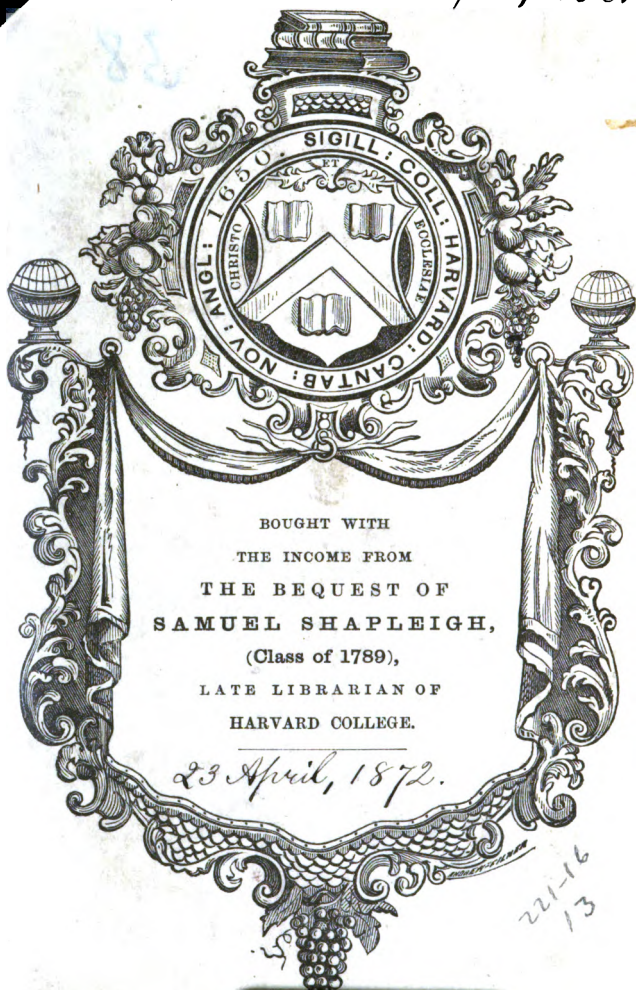 SIGILL: COLL: HARVARD: CANTAB: NOV: ANGL: 1650.
ET
CHRISTO
ECCLESIAE
BOUGHT WITH
THE INCOME FROM
THE BEQUEST OF
SAMUEL SHAPLEIGH,
(Class of 1789),
LATE LIBRARIAN OF
HARVARD COLLEGE.
23 April, 1872.
221-16
13